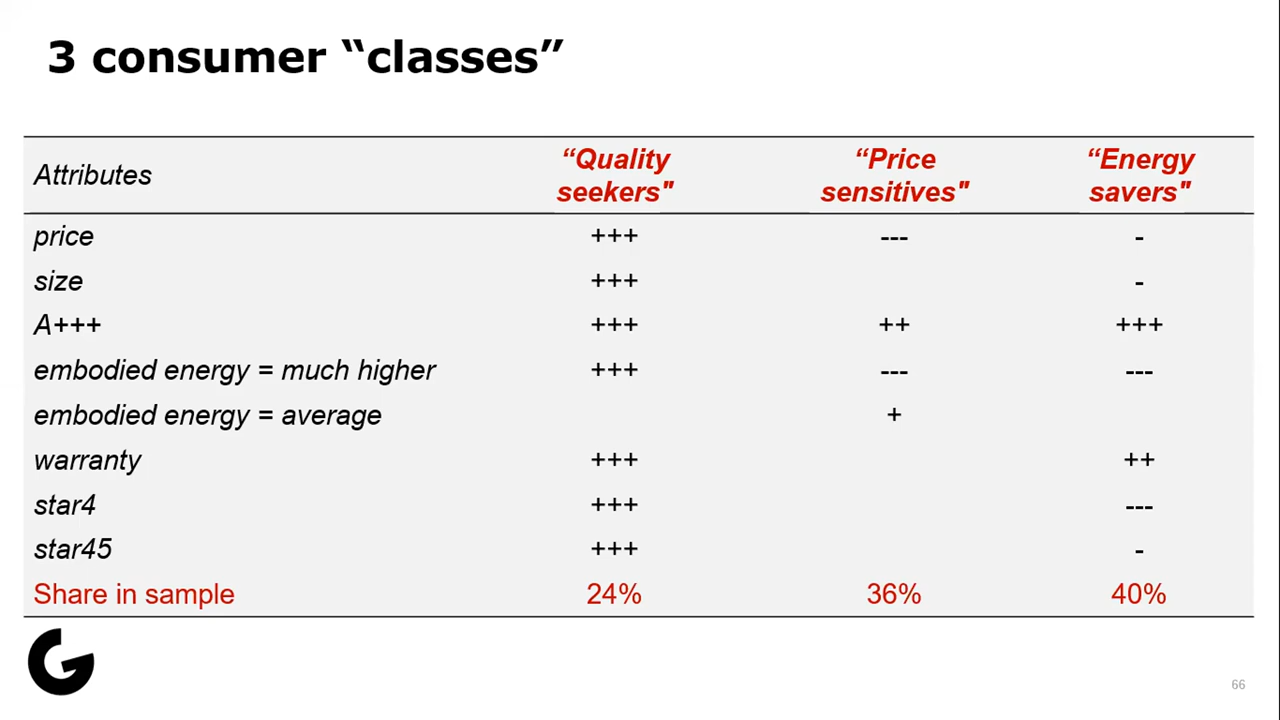 3 consumer “classes”
Attributes “Quality seekers" “Price sensitives" “Energy savers"
price +++ --- -
size +++ -
A+++ +++ ++ +++
embodied energy = much higher +++ --- ---
embodied energy = average +
warranty +++ ++
star4 +++ ---
star45 +++ -
Share in sample 24% 36% 40%
G
66